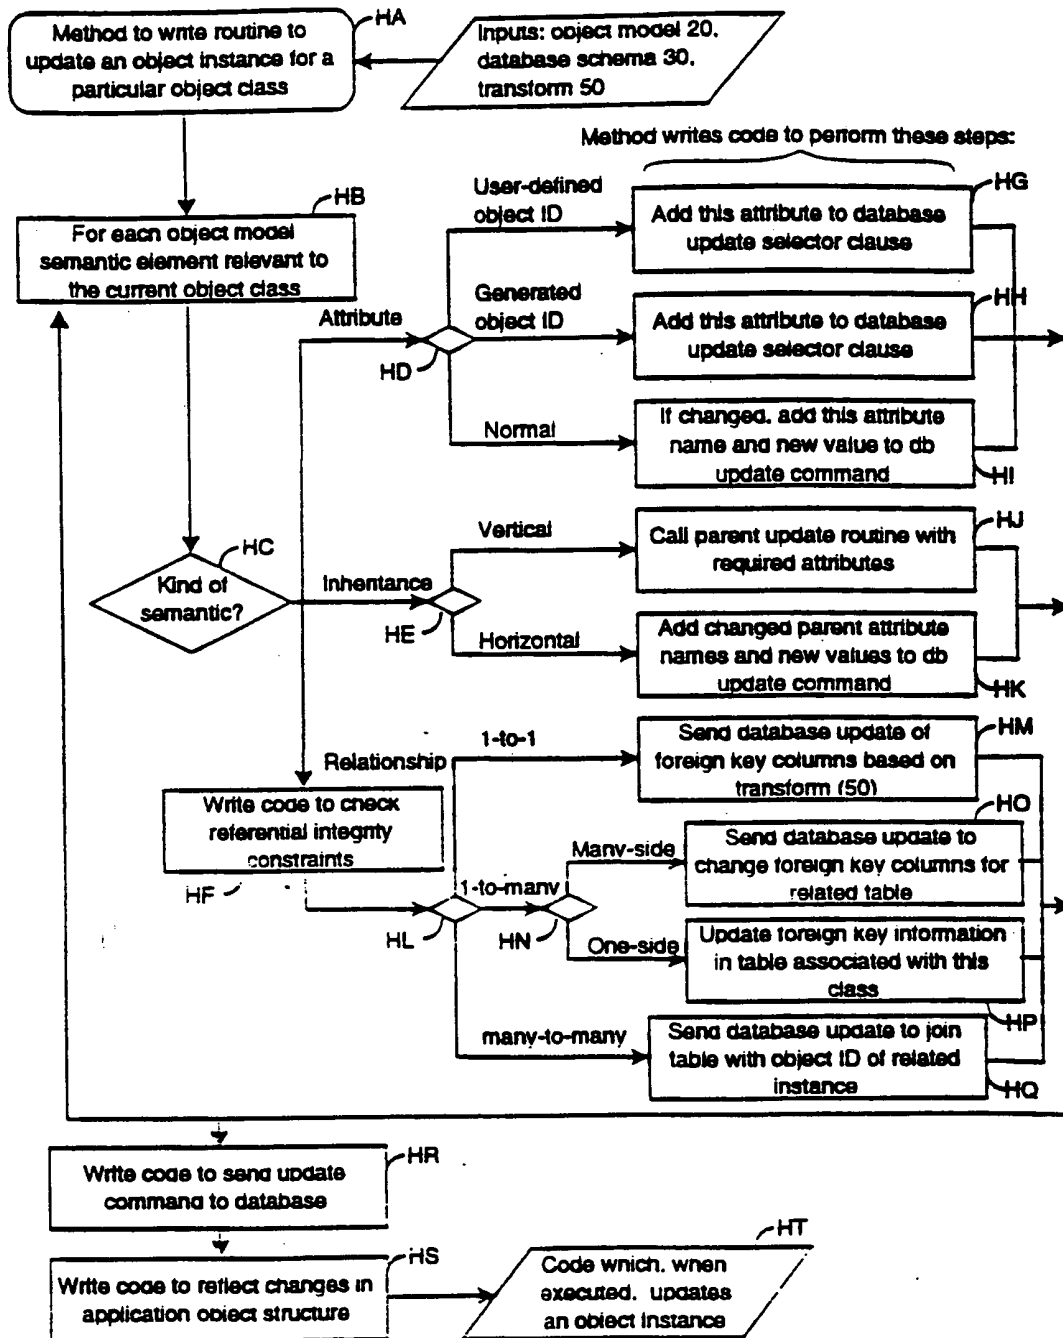 HA
Method to write routine to
update an object instance for a
particular object class
Inputs: object model 20,
database schema 30,
transform 50
Method writes code to perform these steps:
HB
For each object model
semantic element relevant to
the current object class
User-defined
object ID
HG
Add this attribute to database
update selector clause
Attribute
HD
Generated
object ID
HH
Add this attribute to database
update selector clause
Normal
If changed, add this attribute
name and new value to db
update command
HI
HC
Kind of
semantic?
Inheritance
HE
Vertical
HJ
Call parent update routine with
required attributes
Horizontal
Add changed parent attribute
names and new values to db
update command
HK
Relationship
1-to-1
HM
Send database update of
foreign key columns based on
transform (50)
Write code to check
referential integrity
constraints
HF
HO
Many-side
Send database update to
change foreign key columns for
related table
1-to-many
HL
HN
One-side
Update foreign key information
in table associated with this
class
HP
many-to-many
Send database update to join
table with object ID of related
instance
HQ
HR
Write code to send update
command to database
HS
Write code to reflect changes in
application object structure
HT
Code which, when
executed, updates
an object instance